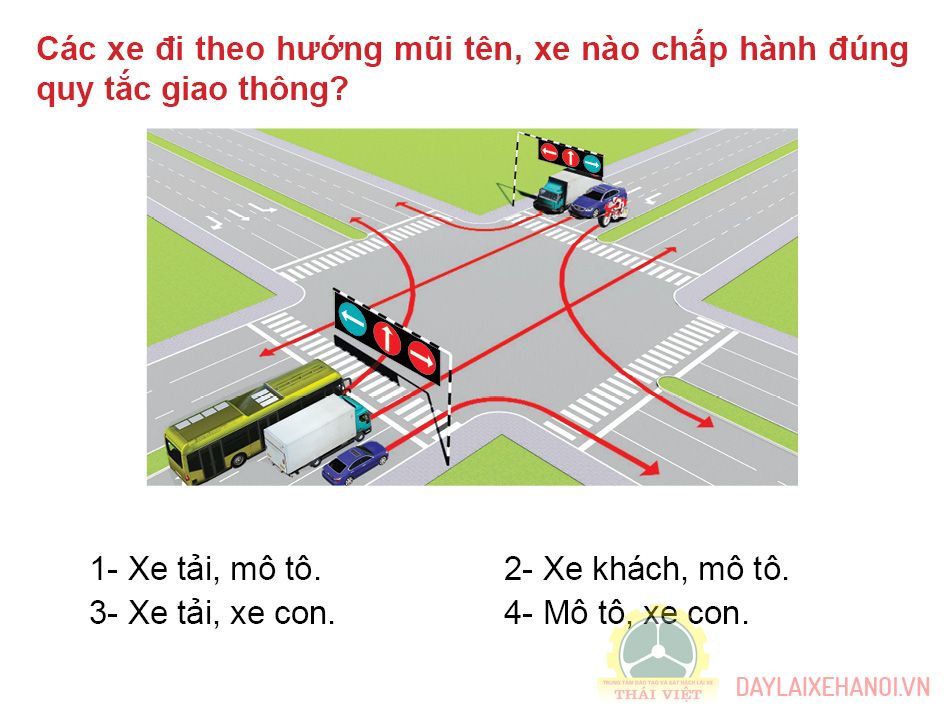 Các xe đi theo hướng mũi tên, xe nào chấp hành đúng
quy tắc giao thông?
1- Xe tải, mô tô.
2- Xe khách, mô tô.
3- Xe tải, xe con.
4- Mô tô, xe con.
TRUNG TÂM ĐÀO TẠO VÀ SÁT HẠCH LÁI XE
THÁI VIỆT
DAYLAIXEHANOI.VN